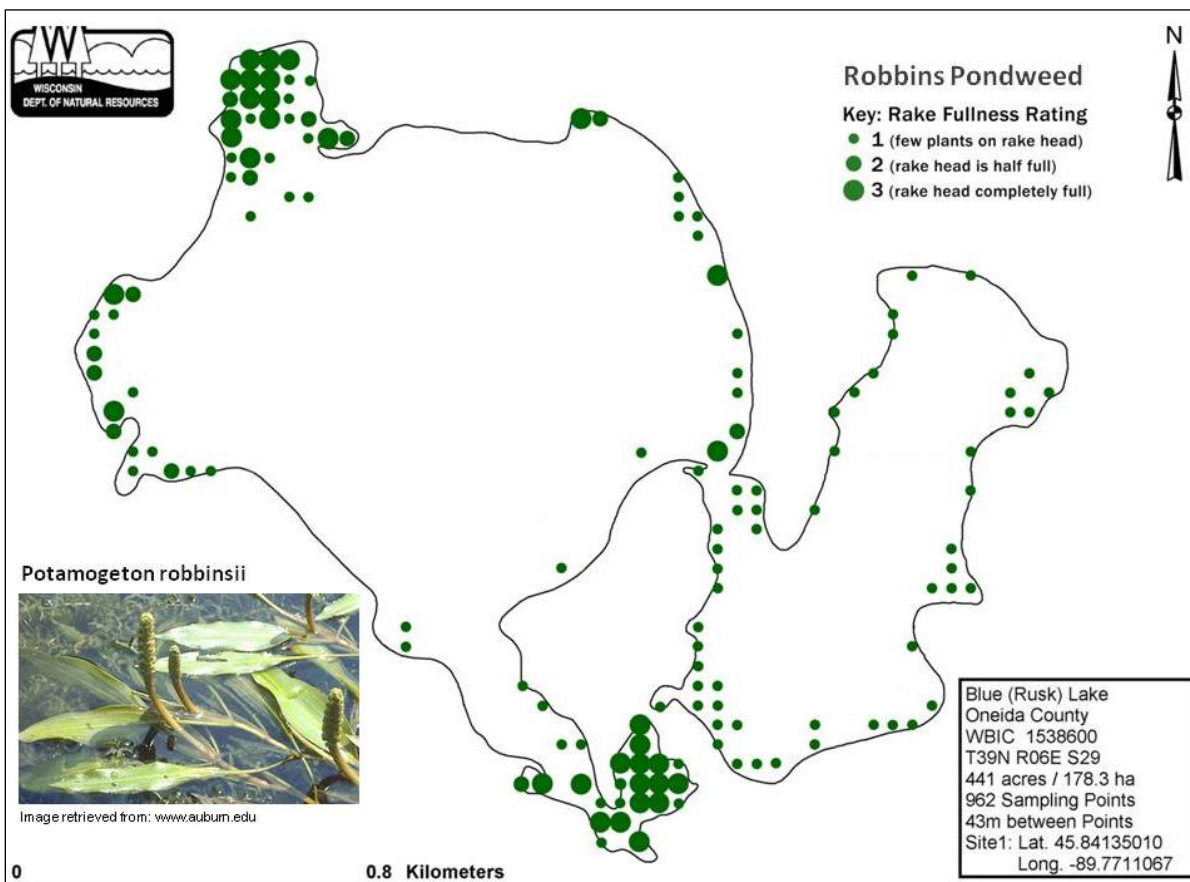 W
WISCONSIN
DEPT. OF NATURAL RESOURCES
N
Robbins Pondweed
Key: Rake Fullness Rating
1 (few plants on rake head)
2 (rake head is half full)
3 (rake head completely full)
Potamogeton robbinsii
Image retrieved from: www.auburn.edu
0 0.8 Kilometers
Blue (Rusk) Lake
Oneida County
WBIC 1538600
T39N R06E S29
441 acres / 178.3 ha
962 Sampling Points
43m between Points
Site1: Lat. 45.84135010
Long. -89.7711067